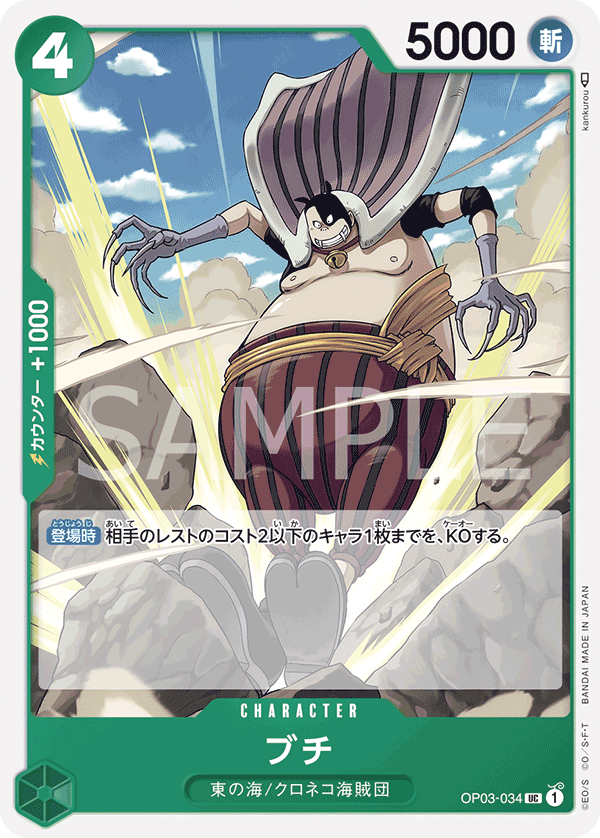 4
5000 斬
kankurou
カウンター +1000
SAMPLE
登場時 相手のレストのコスト2以下のキャラ1枚までを、KOする。
CHARACTER
ブチ
東の海/クロネコ海賊団
OP03-034 UC 1
©E.O/S ©O/S・F・T BANDAI MADE IN JAPAN